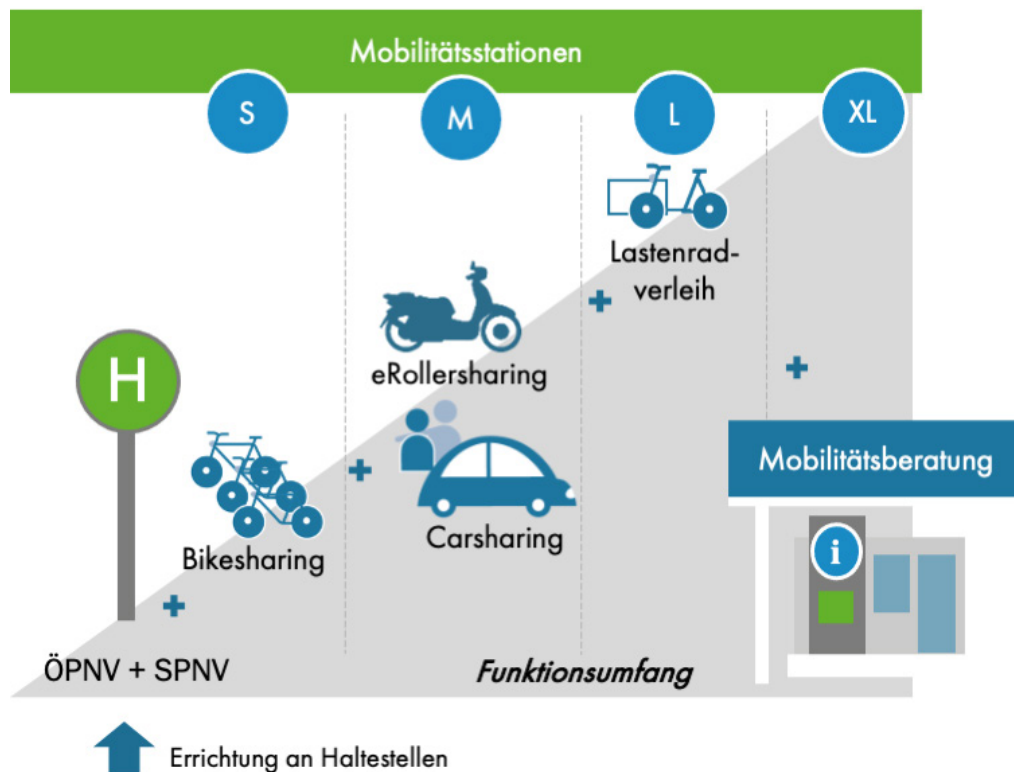 Mobilitätsstationen
S
M
L
XL
Lastenrad-
verleih
+
eRollersharing
H
+
Mobilitätsberatung
+
Carsharing
Bikesharing
i
+
ÖPNV + SPNV
Funktionsumfang
Errichtung an Haltestellen